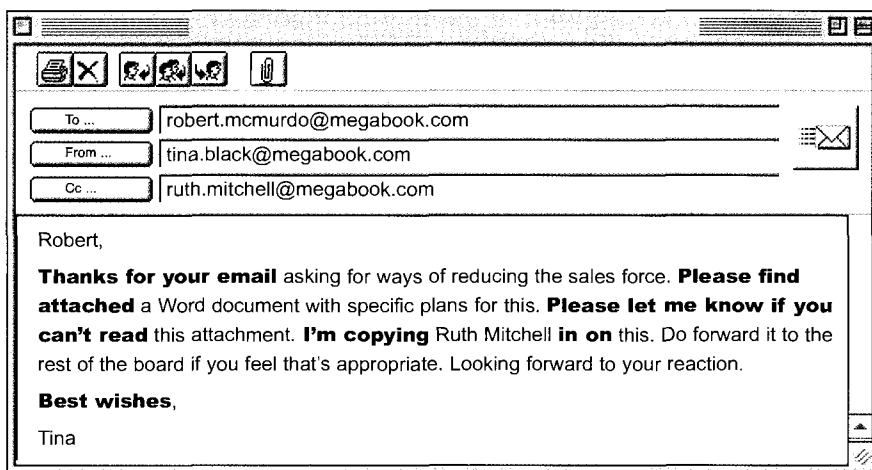 To ...
robert.mcmurdo@megabook.com
From ...
tina.black@megabook.com
Cc ...
ruth.mitchell@megabook.com
Robert,
Thanks for your email asking for ways of reducing the sales force. Please find
attached a Word document with specific plans for this. Please let me know if you
can't read this attachment. I'm copying Ruth Mitchell in on this. Do forward it to the
rest of the board if you feel that's appropriate. Looking forward to your reaction.
Best wishes,
Tina